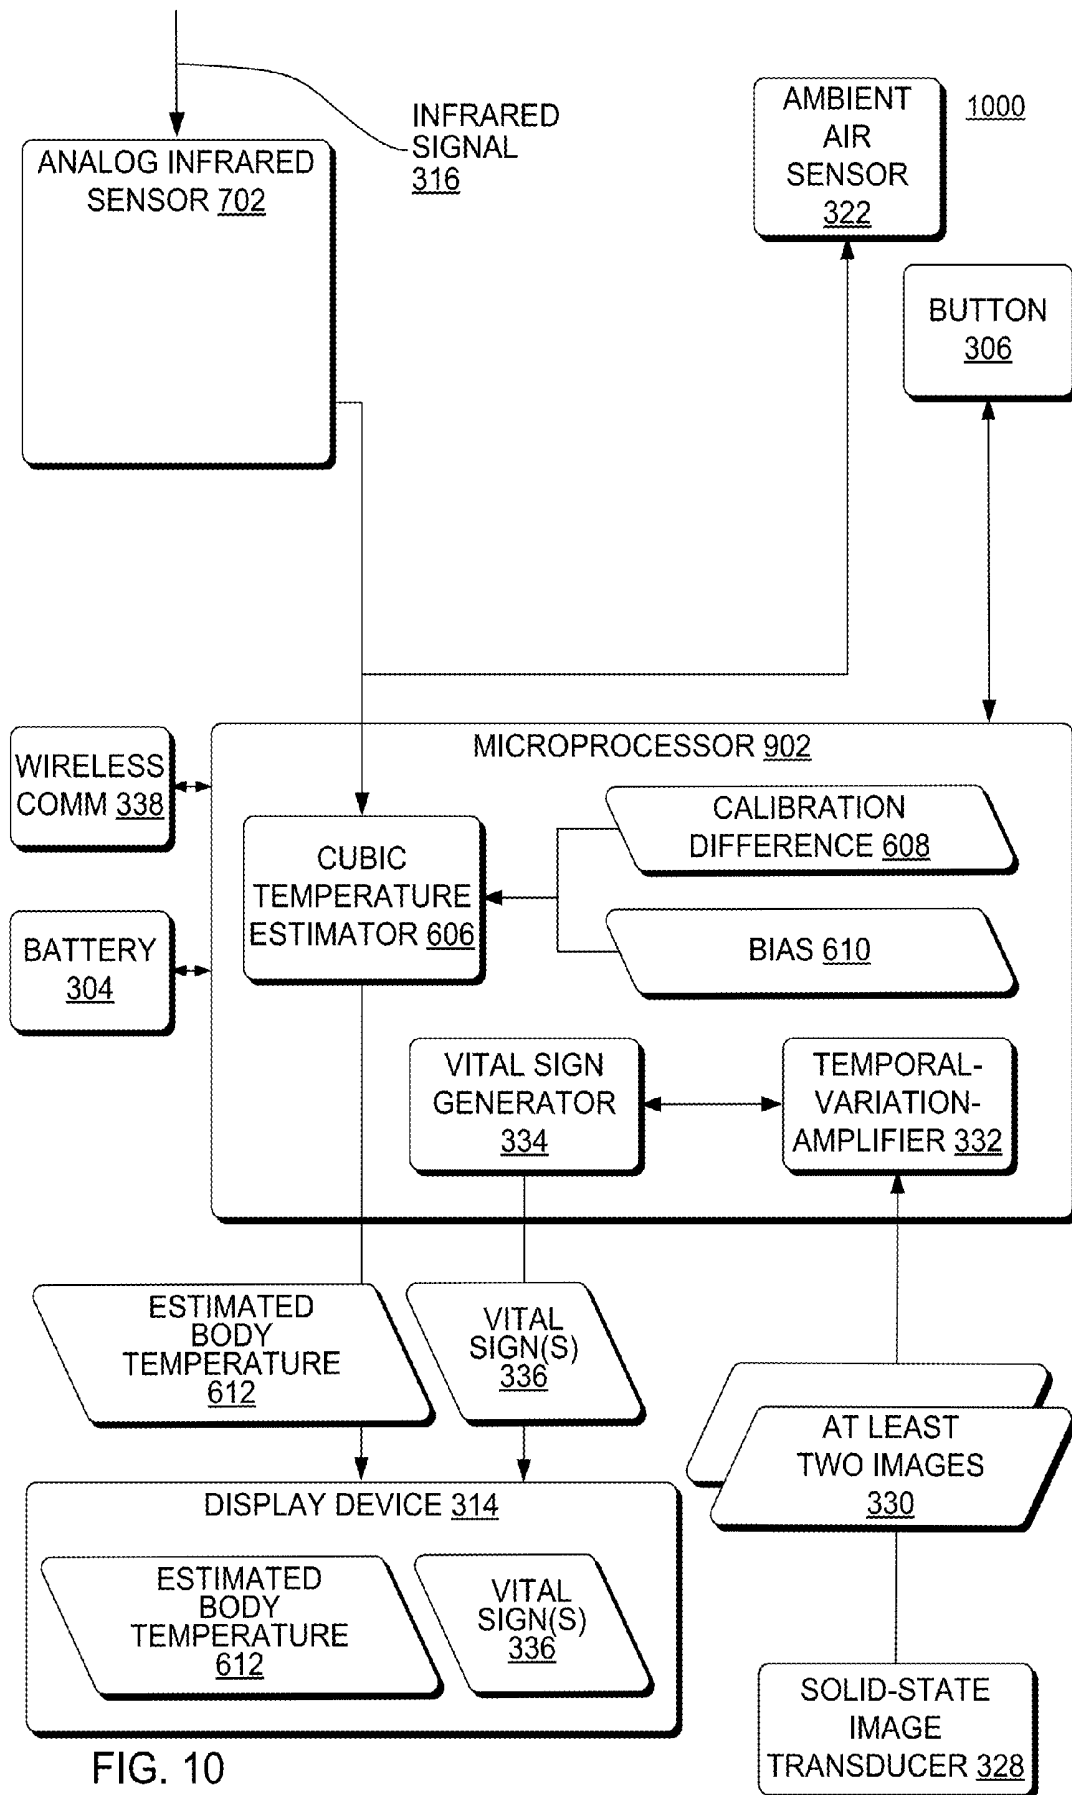 INFRARED
SIGNAL
316
AMBIENT
AIR
SENSOR
322
1000
ANALOG INFRARED
SENSOR 702
BUTTON
306
MICROPROCESSOR 902
WIRELESS
COMM 338
CALIBRATION
DIFFERENCE 608
CUBIC
TEMPERATURE
ESTIMATOR 606
BATTERY
304
BIAS 610
VITAL SIGN
GENERATOR
334
TEMPORAL-
VARIATION-
AMPLIFIER 332
ESTIMATED
BODY
TEMPERATURE
612
VITAL
SIGN(S)
336
AT LEAST
TWO IMAGES
330
DISPLAY DEVICE 314
ESTIMATED
BODY
TEMPERATURE
612
VITAL
SIGN(S)
336
SOLID-STATE
IMAGE
TRANSDUCER 328
FIG. 10